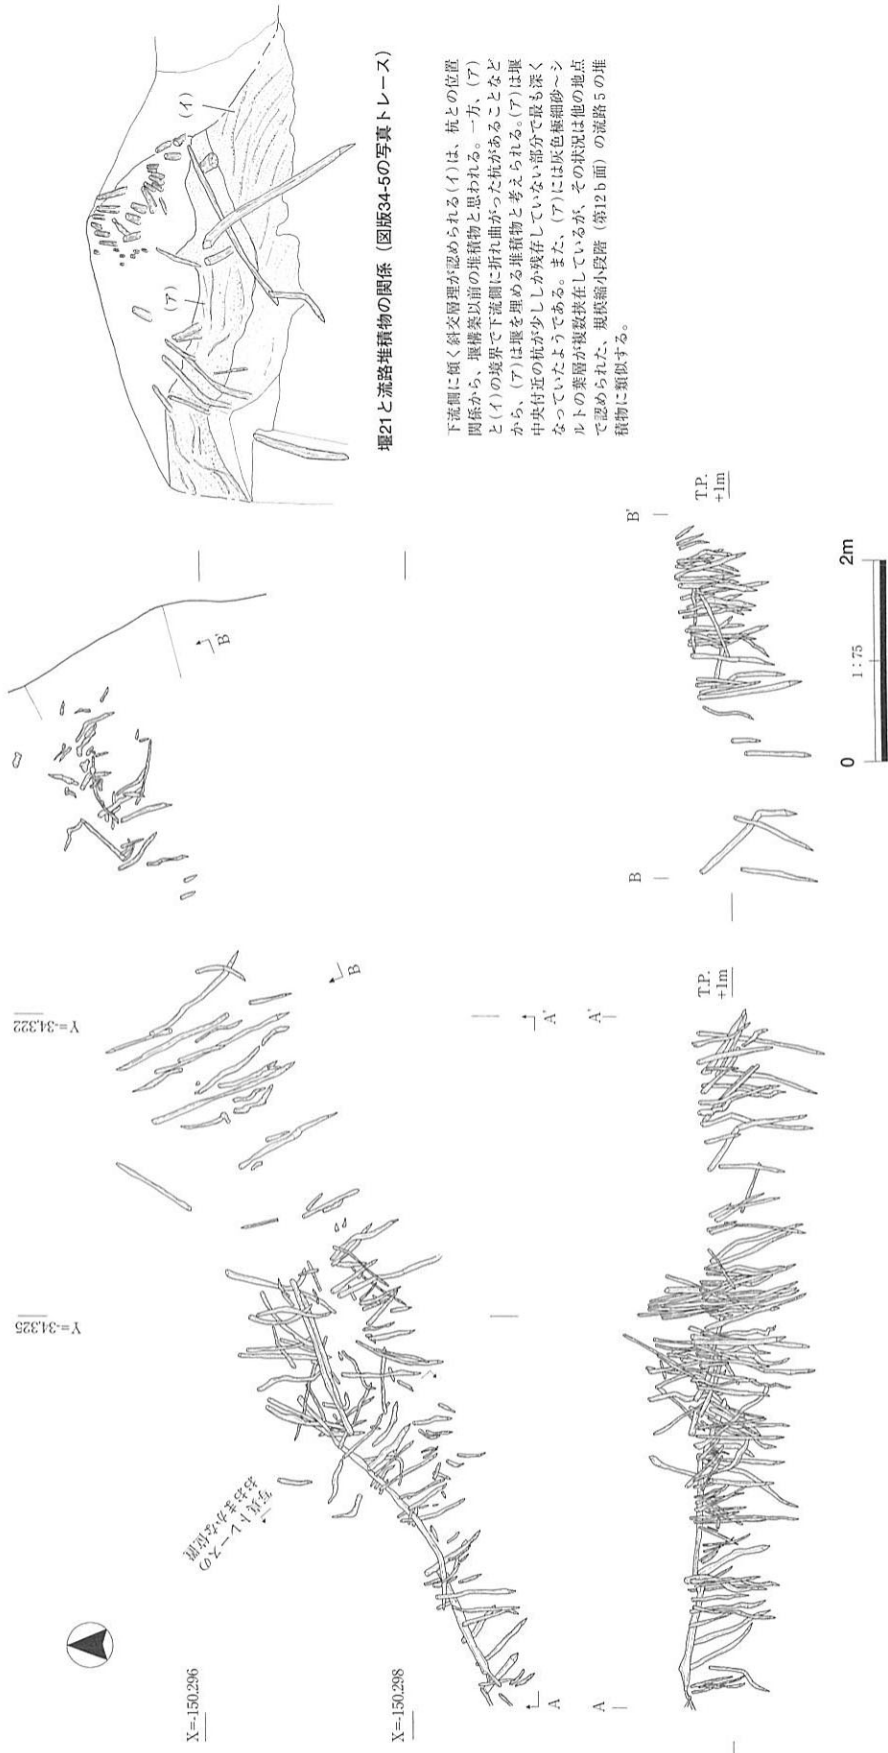 堰21と流路堆積物の関係（図版34-5の写真トレース）
下流側に傾く斜交層理が認められる(イ)は、杭との位置
関係から、堰構築以前の堆積物と思われる。一方、(ア)
と(イ)の境界で下流側に折れ曲がった杭があることなど
から、(ア)は堰を埋める堆積物と考えられる。(ア)は堰
中央付近の杭が少ししか残存していない部分で最も深く
なっていたようである。また、(ア)には灰色極細砂～シ
ルトの葉層が複数挟在しているが、その状況は他の地点
で認められた、規模縮小段階（第12ｂ面）の流路５の堆
積物に類似する。
(ア)
(イ)
Y=-34,322
Y=-34,325
X=-150,296
X=-150,298
写真トレースの
おおまかな位置
A
A'
B
B'
A
A'
T.P.
+1m
B
B'
T.P.
+1m
0
1：75
2m